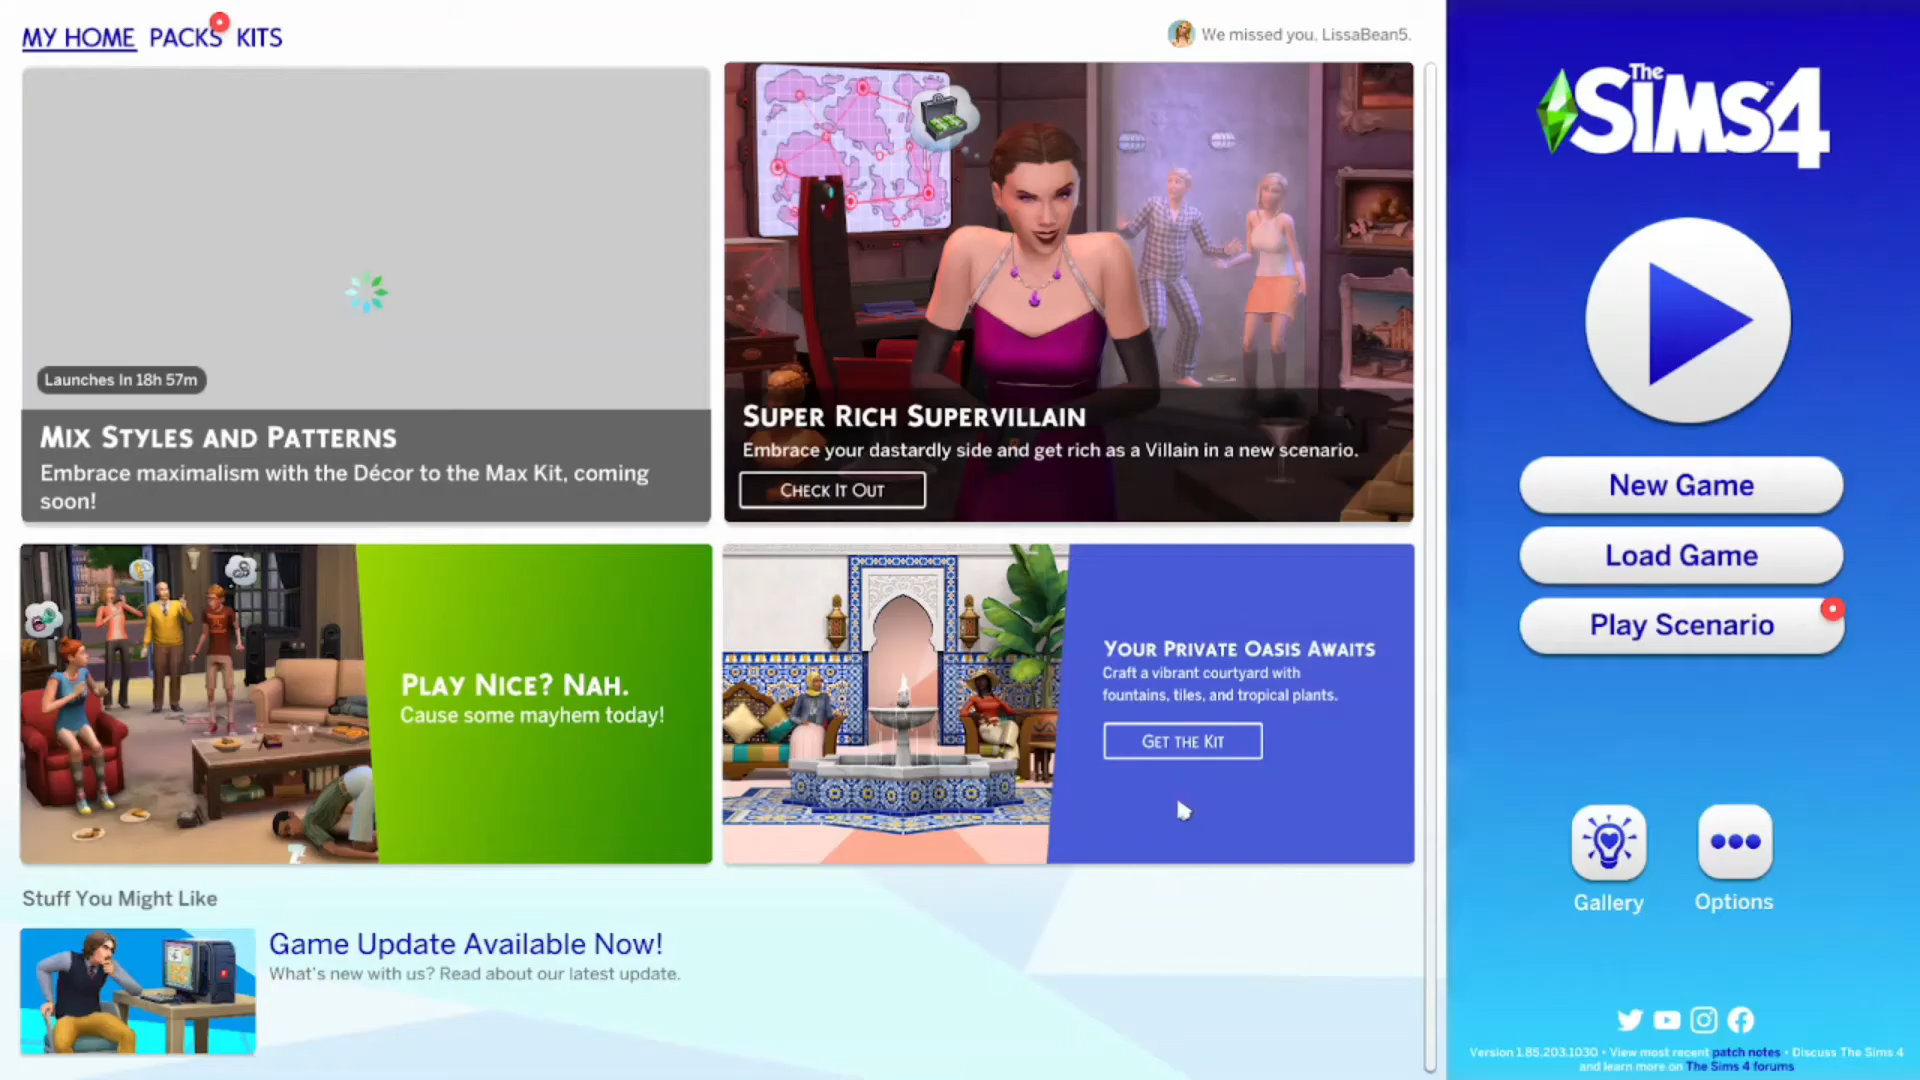 MY HOME PACKS KITS
We missed you, LissaBean5.
Launches In 18h 57m
Mix Styles and Patterns
Embrace maximalism with the Décor to the Max Kit, coming
soon!
Super Rich Supervillain
Embrace your dastardly side and get rich as a Villain in a new scenario.
Check It Out
Play Nice? Nah.
Cause some mayhem today!
Your Private Oasis Awaits
Craft a vibrant courtyard with
fountains, tiles, and tropical plants.
Get the Kit
Stuff You Might Like
Game Update Available Now!
What's new with us? Read about our latest update.
The SiMS 4
New Game
Load Game
Play Scenario
Gallery
Options
Version 1.85.203.1030 • View most recent patch notes • Discuss The Sims 4
and learn more on The Sims 4 forums